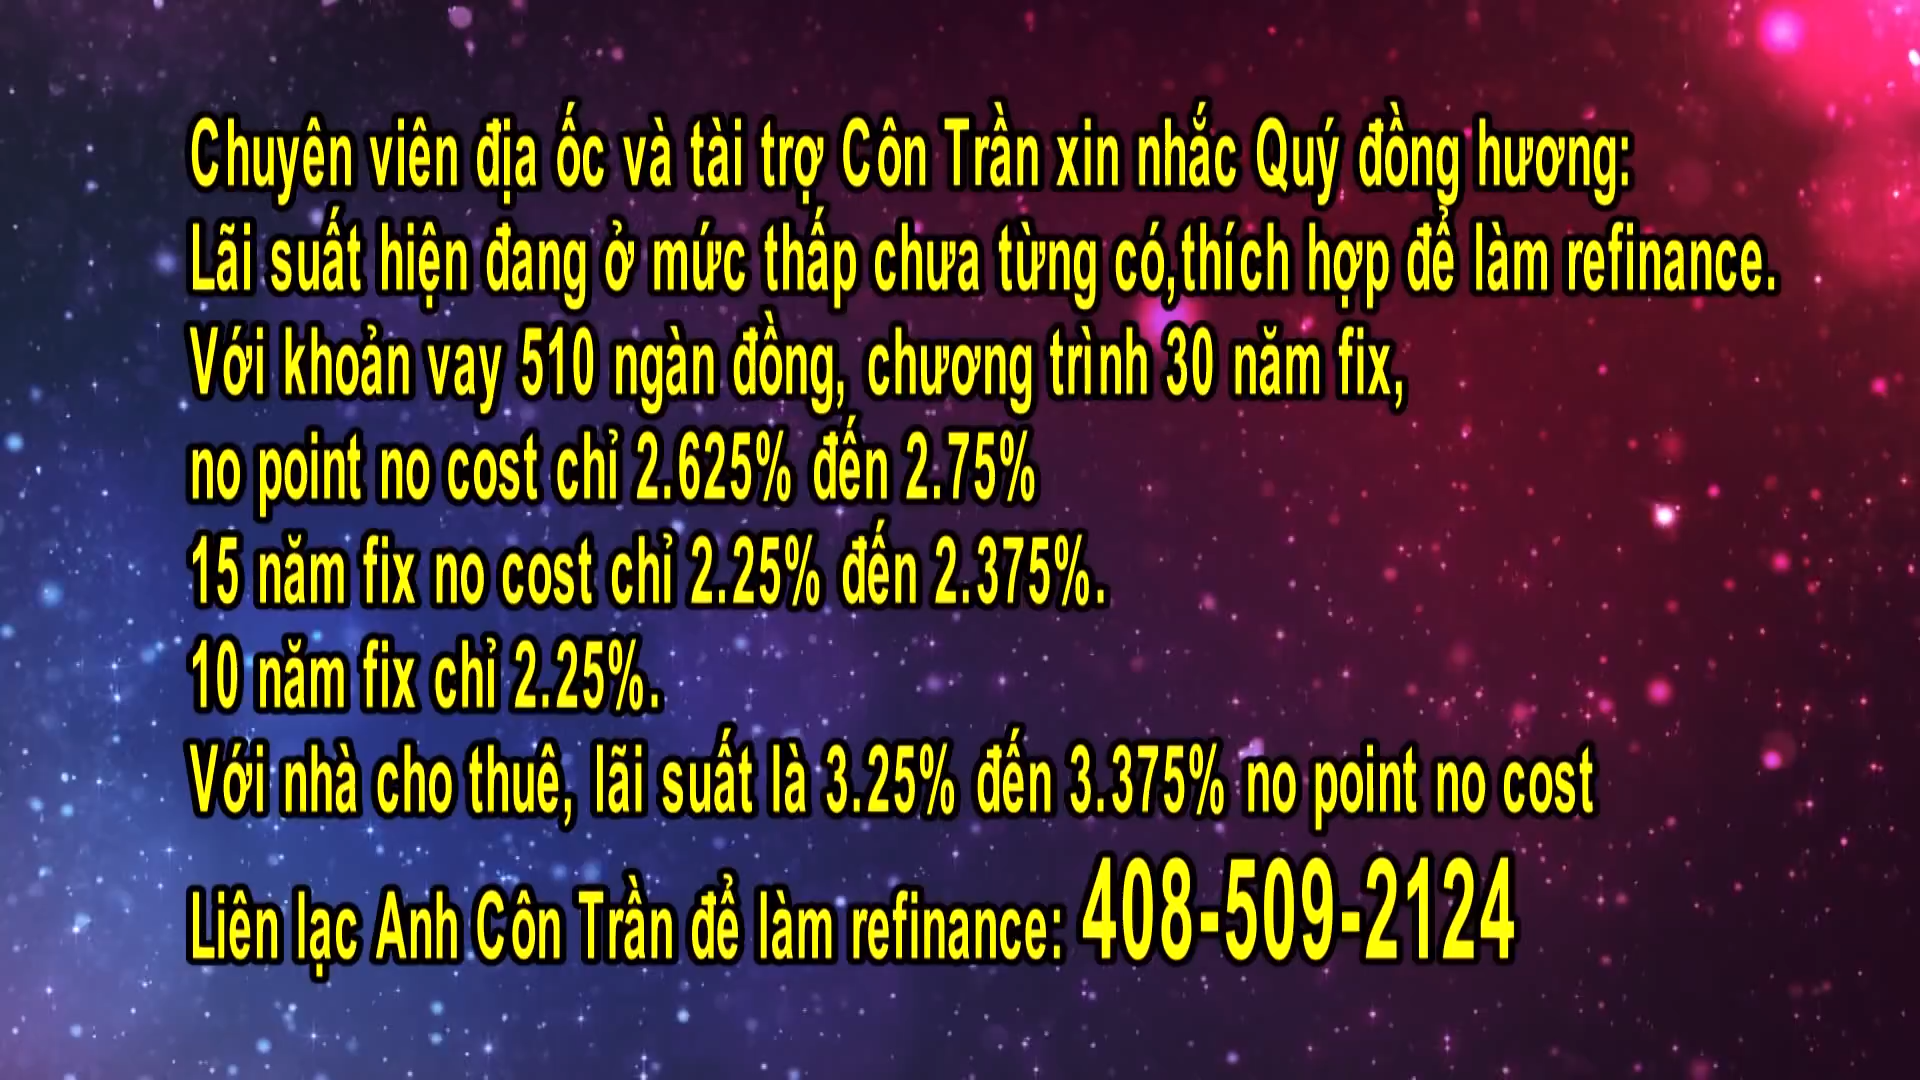 Chuyên viên địa ốc và tài trợ Côn Trần xin nhắc Quý đồng hương:
Lãi suất hiện đang ở mức thấp chưa từng có,thích hợp để làm refinance.
Với khoản vay 510 ngàn đồng, chương trình 30 năm fix,
no point no cost chỉ 2.625% đến 2.75%
15 năm fix no cost chỉ 2.25% đến 2.375%.
10 năm fix chỉ 2.25%.
Với nhà cho thuê, lãi suất là 3.25% đến 3.375% no point no cost
Liên lạc Anh Côn Trần để làm refinance: 408-509-2124